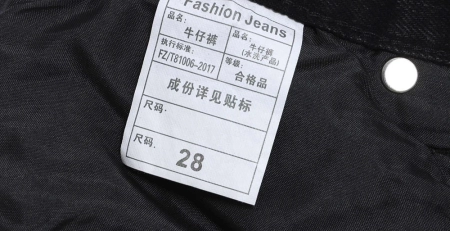 Fashion Jeans
品名: 牛仔裤
品名: 牛仔裤
(水洗产品)
执行标准:
FZ/T81006-2017
等级: 合格品
成份详见贴标
尺码:
尺码: 28